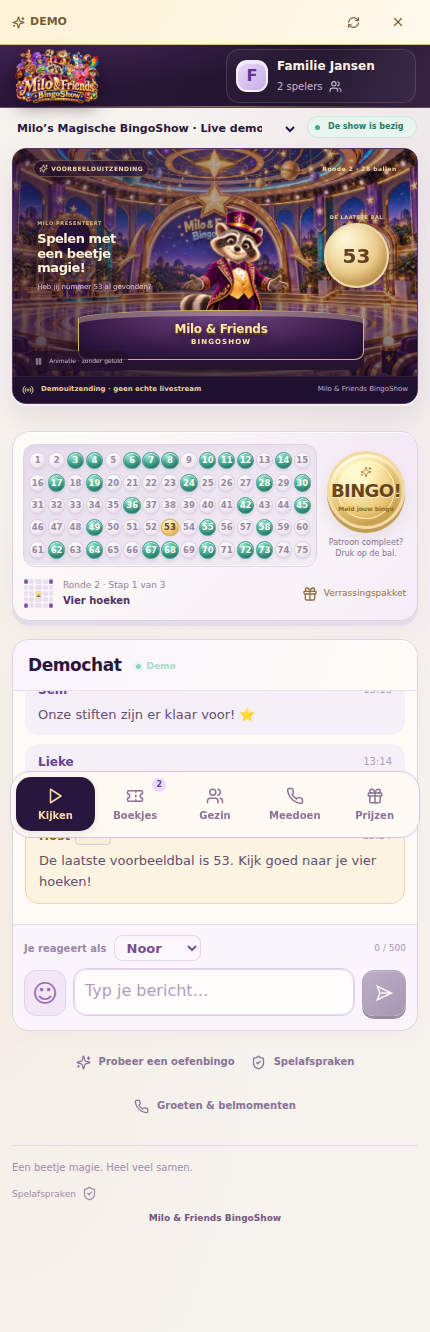 DEMO
Milo & Friends
BINGOSHOW
F
Familie Jansen
2 spelers
Milo's Magische BingoShow · Live demo
De show is bezig
VOORBEELDUITZENDING
Ronde 2 · 28 ballen
MILO PRESENTEERT
Spelen met
een beetje
magie!
Heb jij nummer 53 al gevonden?
DE LAATSTE BAL
53
Milo & Friends
BINGOSHOW
Animatie · zonder geluid
Demouitzending · geen echte livestream
Milo & Friends BingoShow
1 2 3 4 5 6 7 8 9 10 11 12 13 14 15
16 17 18 19 20 21 22 23 24 25 26 27 28 29 30
31 32 33 34 35 36 37 38 39 40 41 42 43 44 45
46 47 48 49 50 51 52 53 54 55 56 57 58 59 60
61 62 63 64 65 66 67 68 69 70 71 72 73 74 75
BINGO!
Meld jouw bingo
Patroon compleet?
Druk op de bal.
Ronde 2 · Stap 1 van 3
Vier hoeken
Verrassingspakket
Demochat
Demo
Onze stiften zijn er klaar voor! ⭐
Lieke
13:14
Kijken
2
Boekjes
Gezin
Meedoen
Prijzen
De laatste voorbeeldbal is 53. Kijk goed naar je vier
hoeken!
Je reageert als
Noor
0 / 500
Typ je bericht...
Probeer een oefenbingo
Spelafspraken
Groeten & belmomenten
Een beetje magie. Heel veel samen.
Spelafspraken
Milo & Friends BingoShow